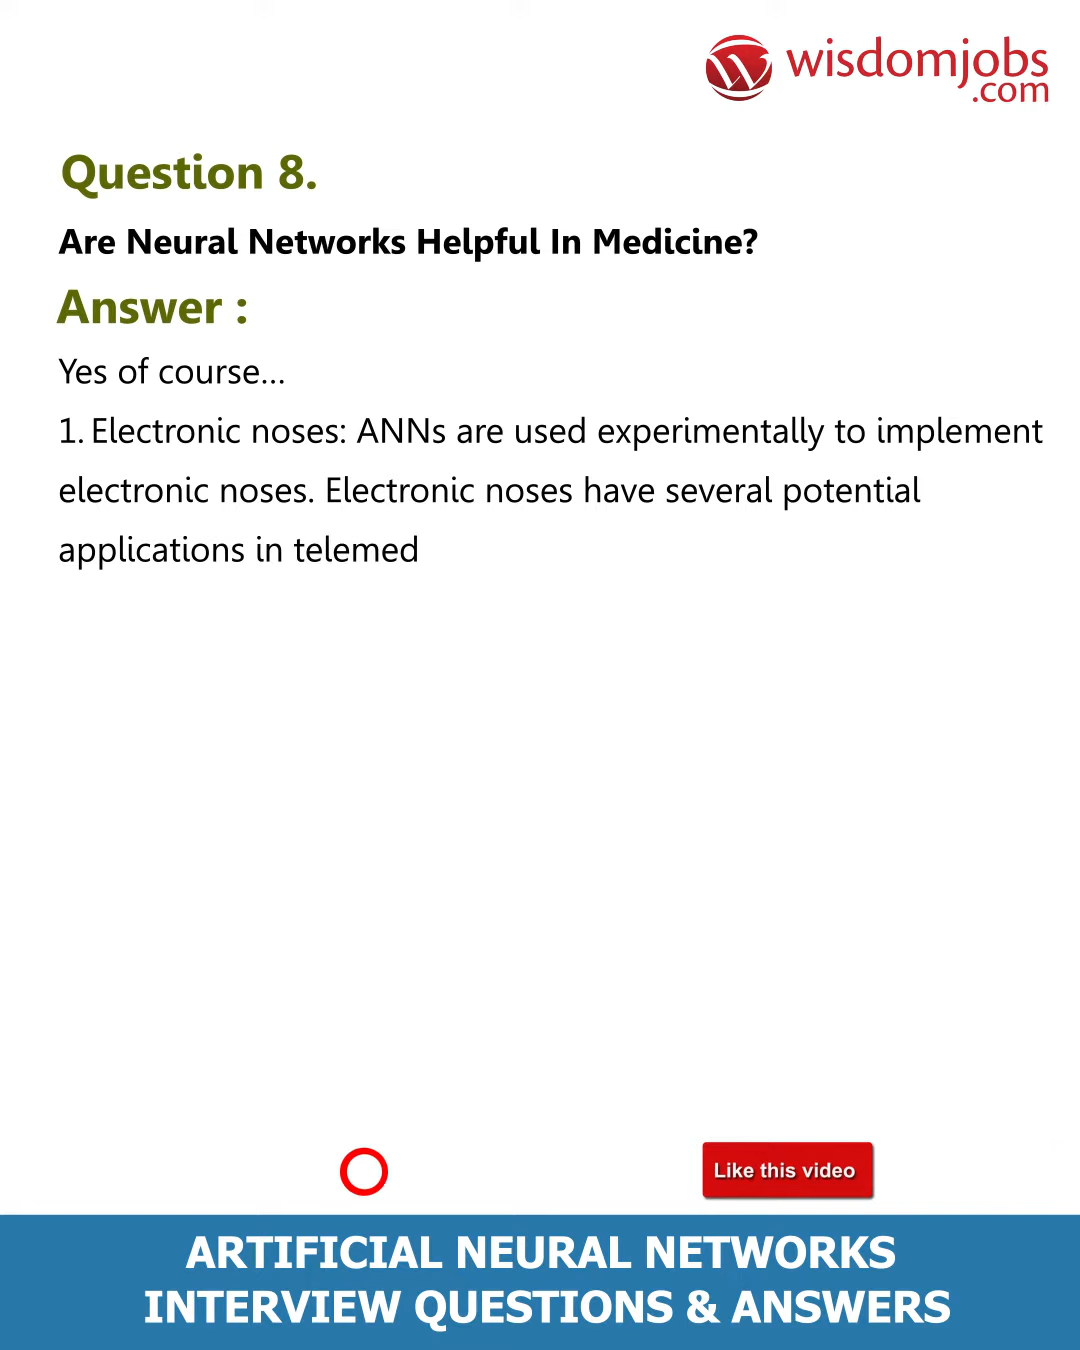 wisdomjobs
.com
Question 8.
Are Neural Networks Helpful In Medicine?
Answer :
Yes of course...
1. Electronic noses: ANNs are used experimentally to implement
electronic noses. Electronic noses have several potential
applications in telemed
Like this video
ARTIFICIAL NEURAL NETWORKS
INTERVIEW QUESTIONS & ANSWERS